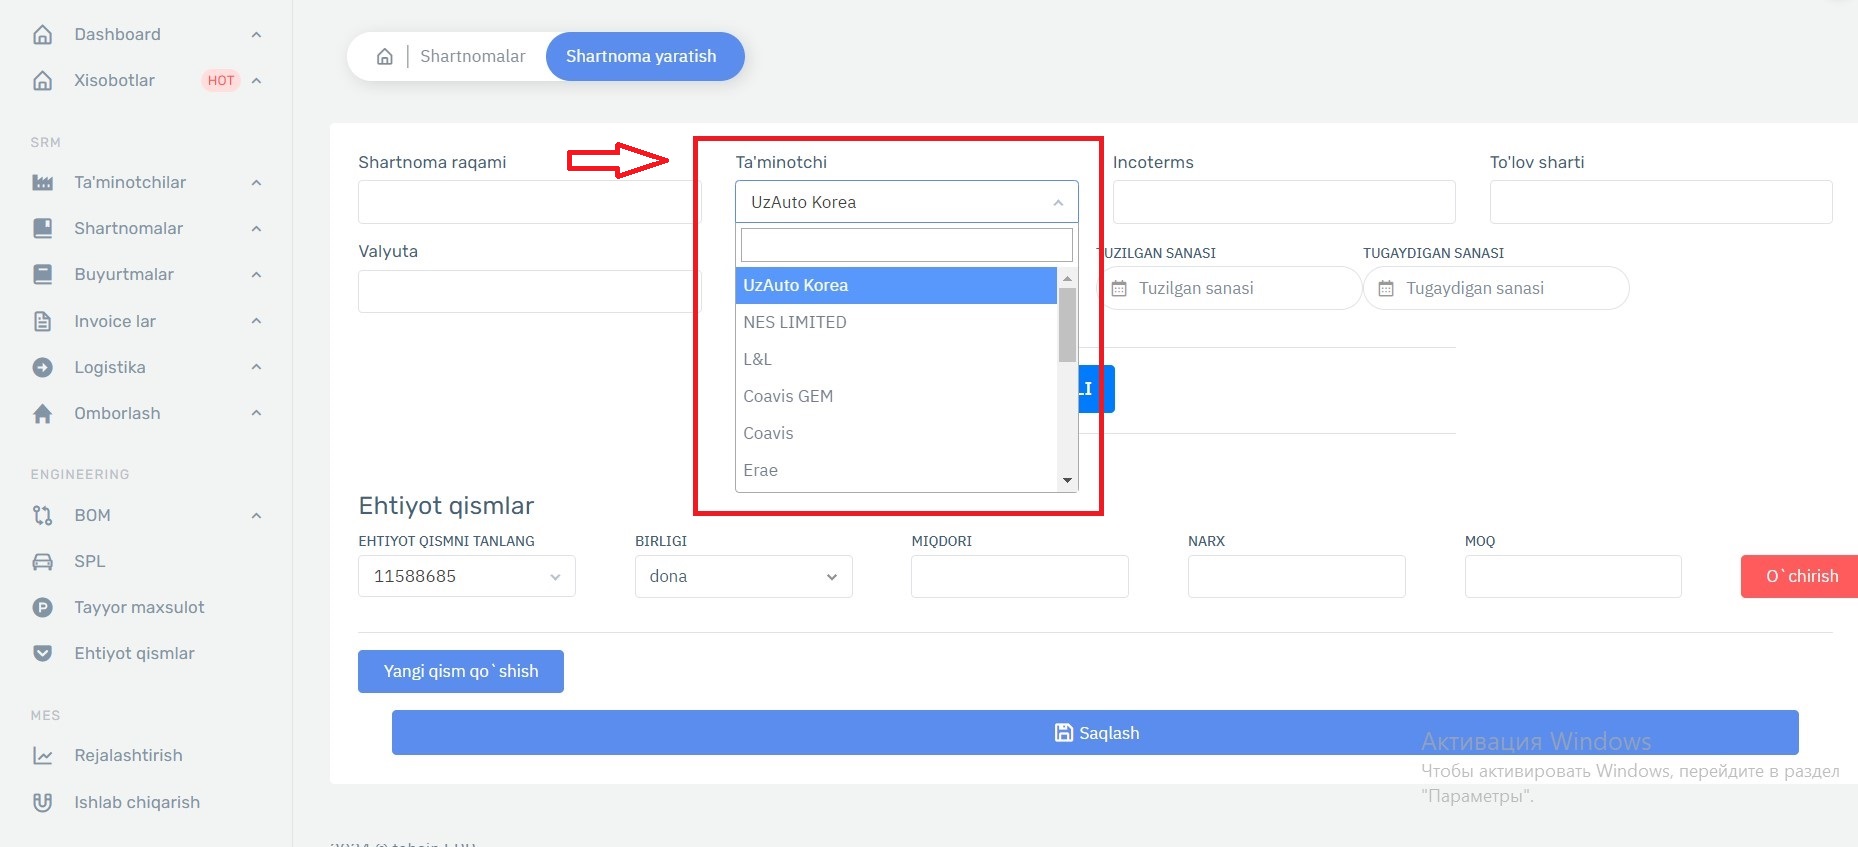 Dashboard
Xisobotlar HOT
SRM
Ta'minotchilar
Shartnomalar
Buyurtmalar
Invoice lar
Logistika
Omborlash
ENGINEERING
BOM
SPL
Tayyor maxsulot
Ehtiyot qismlar
MES
Rejalashtirish
Ishlab chiqarish
Shartnomalar Shartnoma yaratish
Shartnoma raqami
Ta'minotchi
Incoterms
To'lov sharti
UzAuto Korea
Valyuta
UzAuto Korea
NES LIMITED
L&L
Coavis GEM
Coavis
Erae
TUZILGAN SANASI
TUGAYDIGAN SANASI
Tuzilgan sanasi
Tugaydigan sanasi
LI
Ehtiyot qismlar
EHTIYOT QISMNI TANLANG
BIRLIGI
MIQDORI
NARX
MOQ
11588685
dona
O`chirish
Yangi qism qo`shish
Saqlash
Активация Windows
Чтобы активировать Windows, перейдите в раздел
"Параметры".